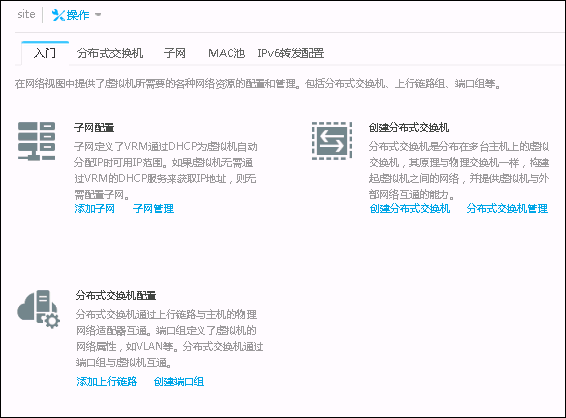 site 操作
入门 分布式交换机 子网 MAC池 IPv6转发配置
在网络视图中提供了虚拟机所需要的各种网络资源的配置和管理。包括分布式交换机、上行链路组、端口组等。
子网配置
子网定义了VRM通过DHCP为虚拟机自动
分配IP时可用IP范围。如果虚拟机无需通
过VRM的DHCP服务来获取IP地址，则无
需配置子网。
添加子网 子网管理
创建分布式交换机
分布式交换机是分布在多台主机上的虚拟
交换机，其原理与物理交换机一样，构建
起虚拟机之间的网络，并提供虚拟机与外
部网络互通的能力。
创建分布式交换机 分布式交换机管理
分布式交换机配置
分布式交换机通过上行链路与主机的物理
网络适配器互通。端口组定义了虚拟机的
网络属性，如VLAN等。分布式交换机通过
端口组与虚拟机互通。
添加上行链路 创建端口组